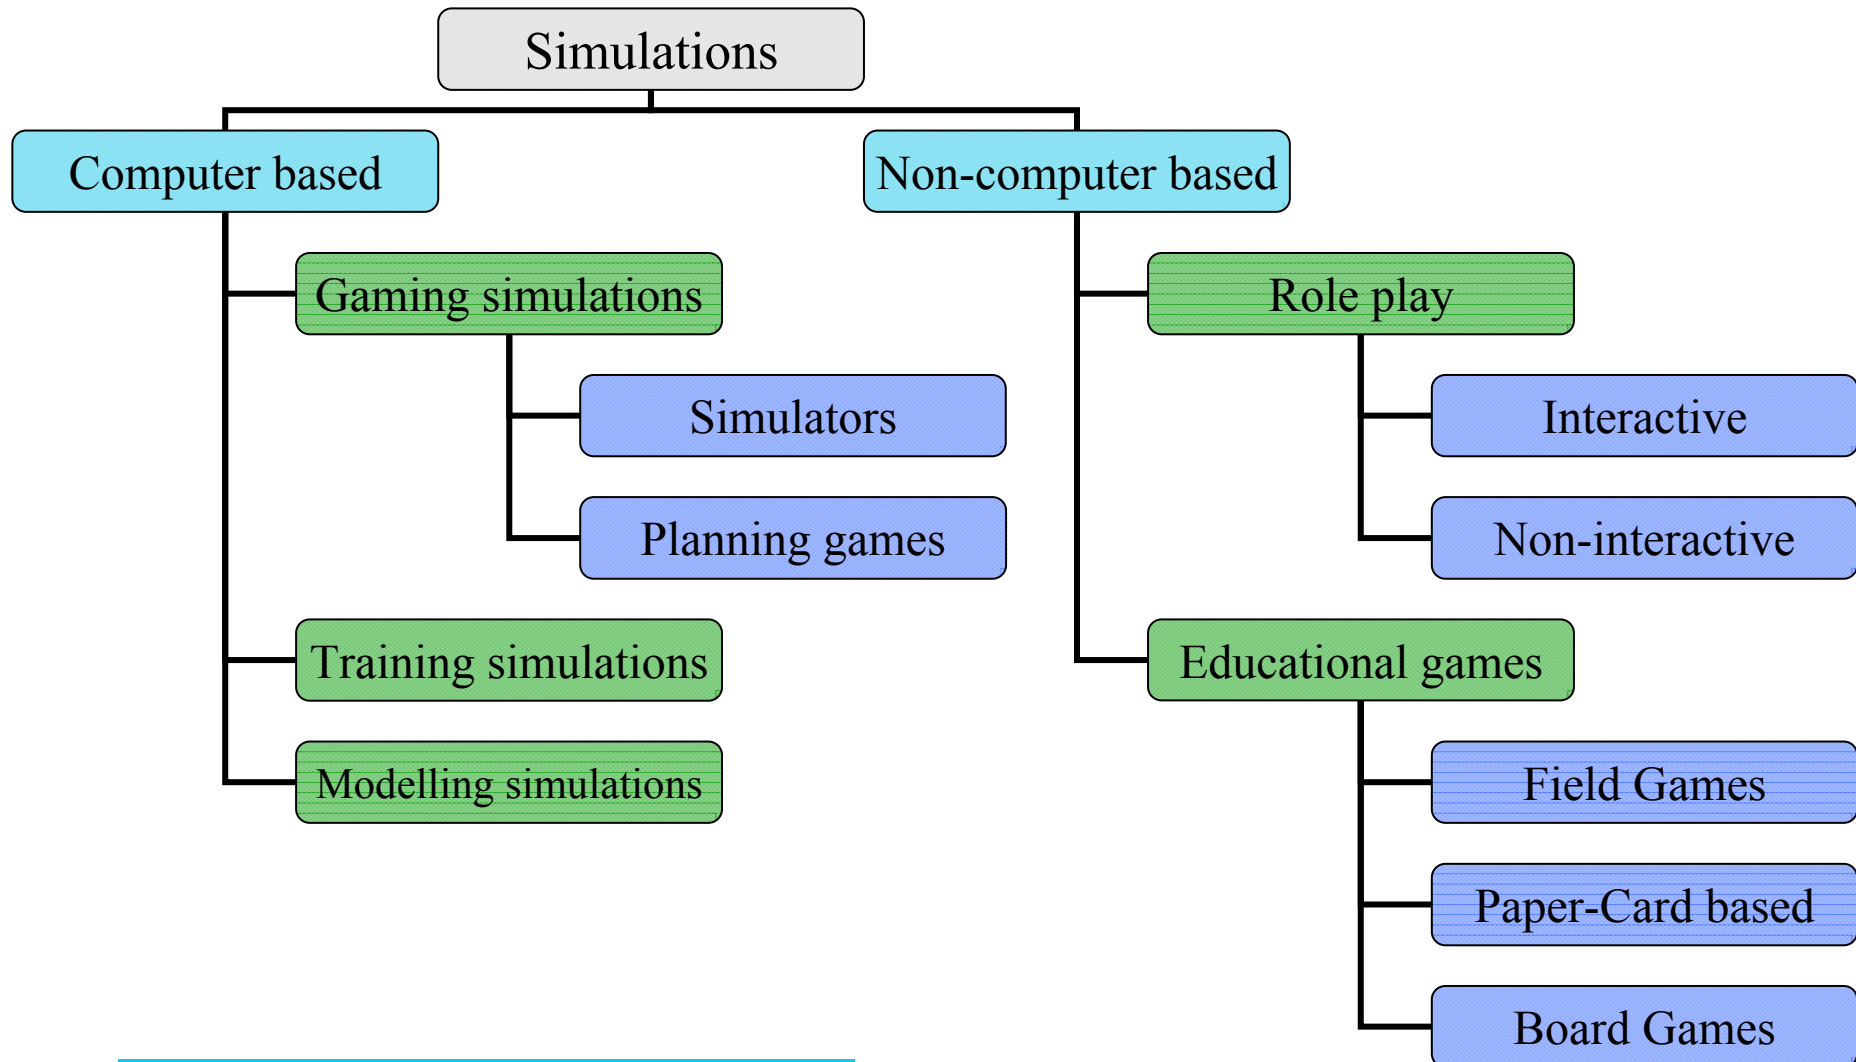 Simulations
Computer based
Non-computer based
Gaming simulations
Role play
Simulators
Interactive
Planning games
Non-interactive
Training simulations
Educational games
Modelling simulations
Field Games
Paper-Card based
Board Games